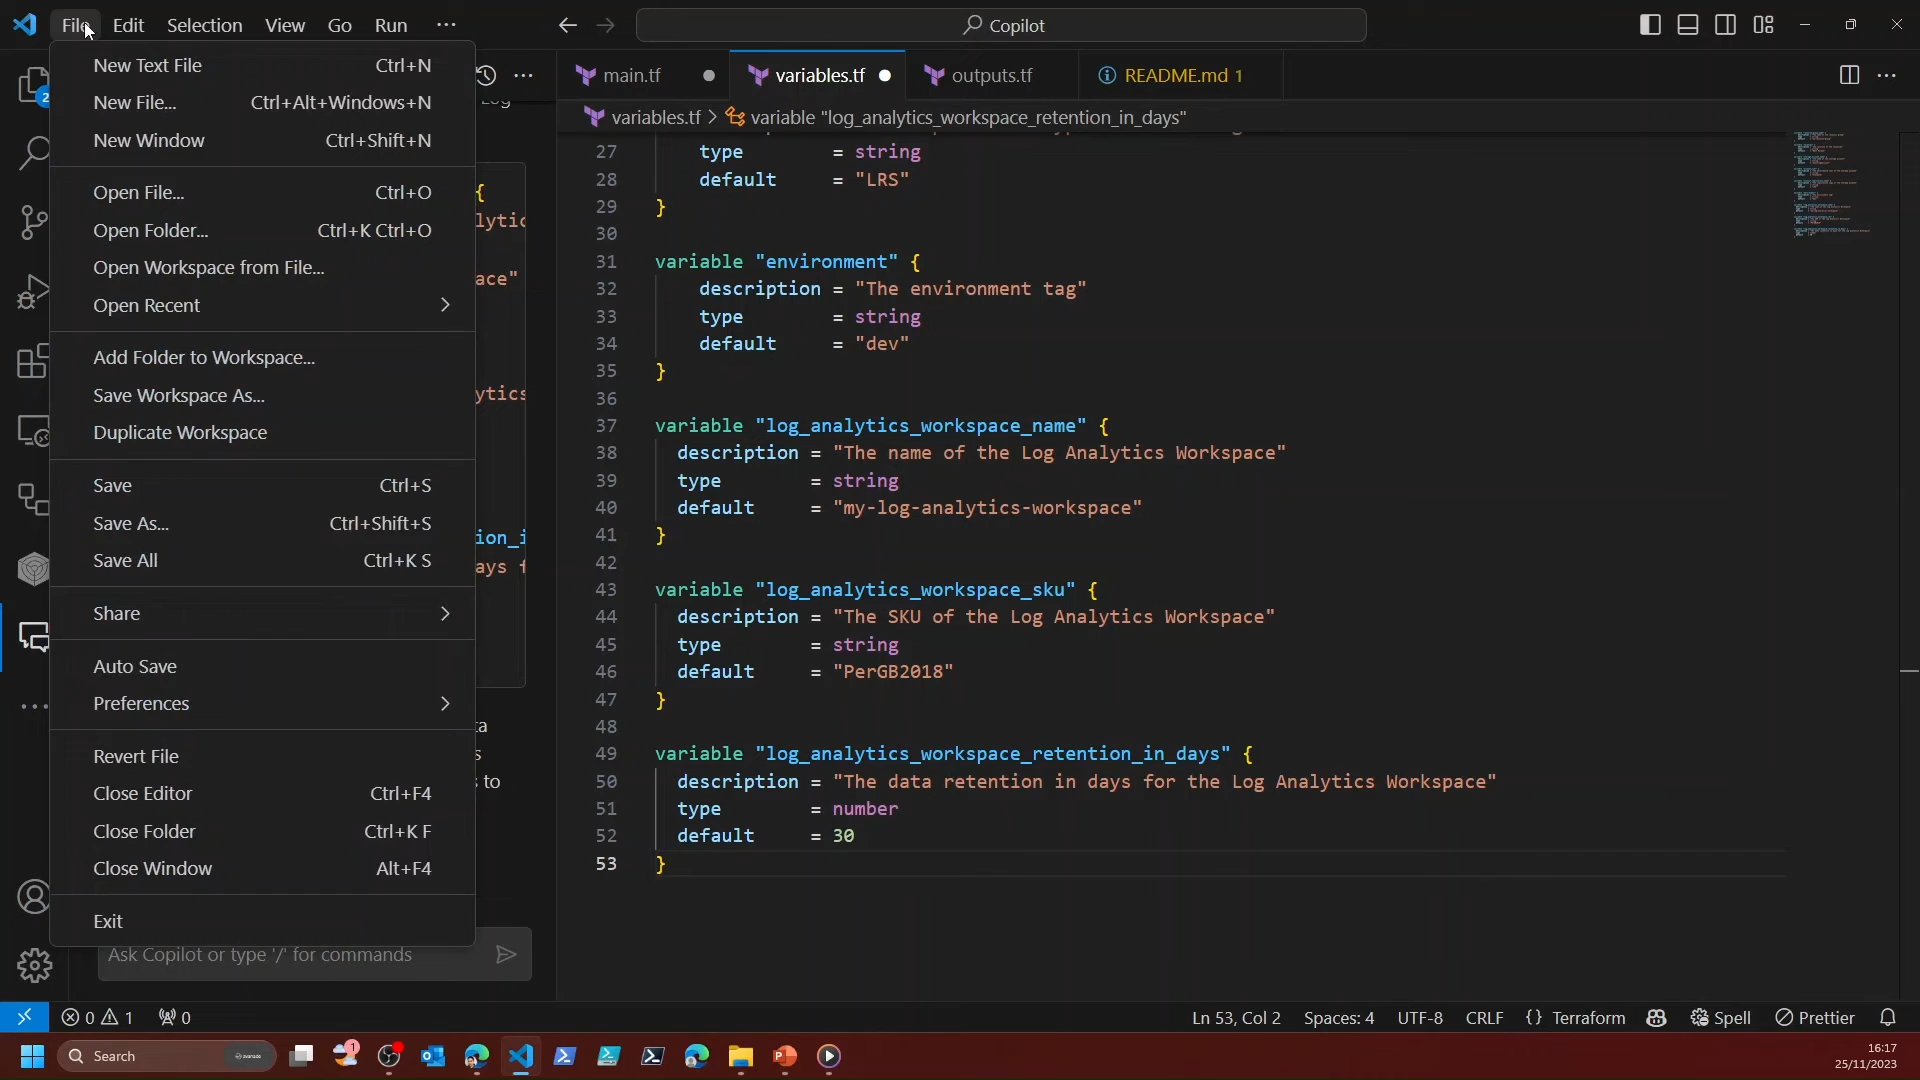 File Edit Selection View Go Run ...
Copilot
New Text File Ctrl+N
New File... Ctrl+Alt+Windows+N
New Window Ctrl+Shift+N
Open File... Ctrl+O
Open Folder... Ctrl+K Ctrl+O
Open Workspace from File...
Open Recent
Add Folder to Workspace...
Save Workspace As...
Duplicate Workspace
Save Ctrl+S
Save As... Ctrl+Shift+S
Save All Ctrl+K S
Share
Auto Save
Preferences
Revert File
Close Editor Ctrl+F4
Close Folder Ctrl+K F
Close Window Alt+F4
Exit
2
{
lytic
ace"
ytics
ion_i
ays f
ta
s
s to
Ask Copilot or type '/' for commands
main.tf variables.tf outputs.tf README.md 1
variables.tf > variable "log_analytics_workspace_retention_in_days"
27 type = string
28 default = "LRS"
29 }
30
31 variable "environment" {
32 description = "The environment tag"
33 type = string
34 default = "dev"
35 }
36
37 variable "log_analytics_workspace_name" {
38 description = "The name of the Log Analytics Workspace"
39 type = string
40 default = "my-log-analytics-workspace"
41 }
42
43 variable "log_analytics_workspace_sku" {
44 description = "The SKU of the Log Analytics Workspace"
45 type = string
46 default = "PerGB2018"
47 }
48
49 variable "log_analytics_workspace_retention_in_days" {
50 description = "The data retention in days for the Log Analytics Workspace"
51 type = number
52 default = 30
53 }
0 1 0
Ln 53, Col 2 Spaces: 4 UTF-8 CRLF {} Terraform Spell Prettier
Search
1
16:17
25/11/2023